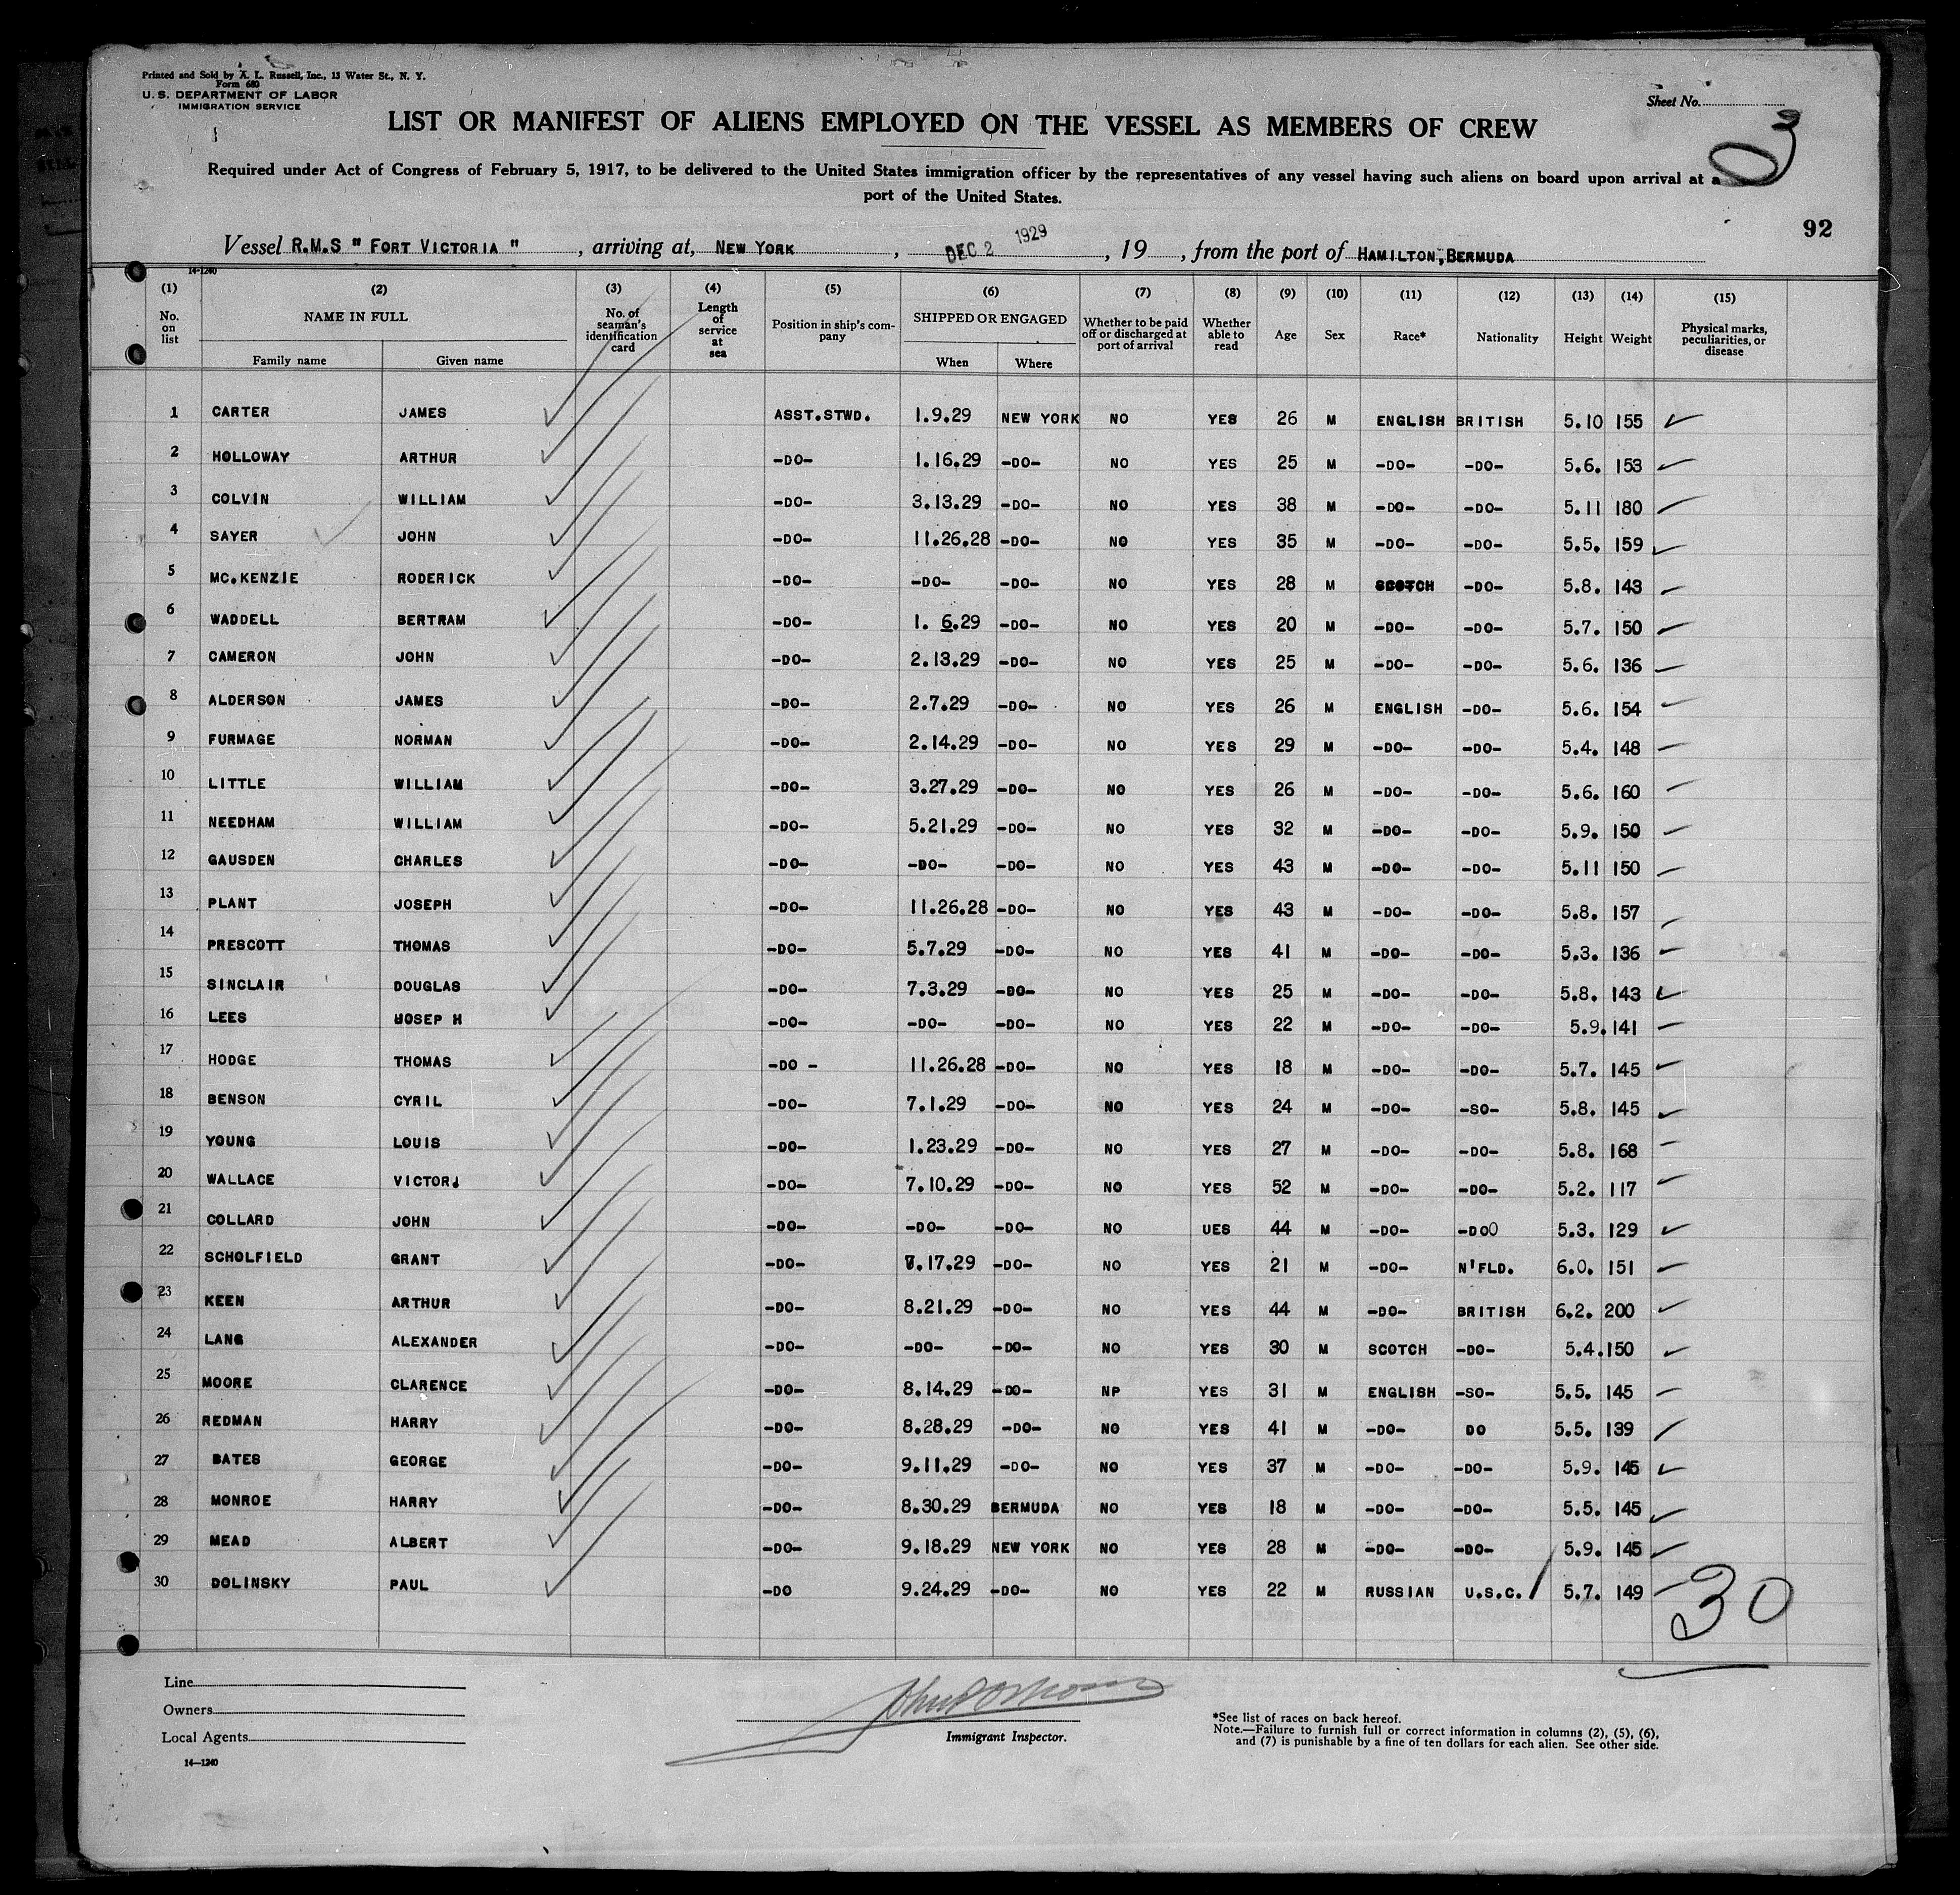 Printed and Sold by A. L. Russell, Inc., 13 Water St., N. Y.
Form 680
U. S. DEPARTMENT OF LABOR
IMMIGRATION SERVICE
Sheet No.
LIST OR MANIFEST OF ALIENS EMPLOYED ON THE VESSEL AS MEMBERS OF CREW
Required under Act of Congress of February 5, 1917, to be delivered to the United States immigration officer by the representatives of any vessel having such aliens on board upon arrival at a
port of the United States.
92
Vessel R.M.S " FORT VICTORIA " , arriving at, NEW YORK , DEC 2 1929 , 19 , from the port of HAMILTON, BERMUDA
14-1240
(1) (2) (3) (4) (5) (6) (7) (8) (9) (10) (11) (12) (13) (14) (15)
No. on list NAME IN FULL Family name Given name No. of seaman's identification card Length of service at sea Position in ship's company SHIPPED OR ENGAGED When Where Whether to be paid off or discharged at port of arrival Whether able to read Age Sex Race* Nationality Height Weight Physical marks, peculiarities, or disease
1 CARTER JAMES ASST.STWD. 1.9.29 NEW YORK NO YES 26 M ENGLISH BRITISH 5.10 155
2 HOLLOWAY ARTHUR -DO- 1.16.29 -DO- NO YES 25 M -DO- -DO- 5.6. 153
3 COLVIN WILLIAM -DO- 3.13.29 -DO- NO YES 38 M -DO- -DO- 5.11 180
4 SAYER JOHN -DO- 11.26.28 -DO- NO YES 35 M -DO- -DO- 5.5. 159
5 MC.KENZIE RODERICK -DO- -DO- -DO- NO YES 28 M SCOTCH -DO- 5.8. 143
6 WADDELL BERTRAM -DO- 1. 6.29 -DO- NO YES 20 M -DO- -DO- 5.7. 150
7 CAMERON JOHN -DO- 2.13.29 -DO- NO YES 25 M -DO- -DO- 5.6. 136
8 ALDERSON JAMES -DO- 2.7.29 -DO- NO YES 26 M ENGLISH -DO- 5.6. 154
9 FURMAGE NORMAN -DO- 2.14.29 -DO- NO YES 29 M -DO- -DO- 5.4. 148
10 LITTLE WILLIAM -DO- 3.27.29 -DO- NO YES 26 M -DO- -DO- 5.6. 160
11 NEEDHAM WILLIAM -DO- 5.21.29 -DO- NO YES 32 M -DO- -DO- 5.9. 150
12 GAUSDEN CHARLES -DO- -DO- -DO- NO YES 43 M -DO- -DO- 5.11 150
13 PLANT JOSEPH -DO- 11.26.28 -DO- NO YES 43 M -DO- -DO- 5.8. 157
14 PRESCOTT THOMAS -DO- 5.7.29 -DO- NO YES 41 M -DO- -DO- 5.3. 136
15 SINCLAIR DOUGLAS -DO- 7.3.29 -DO- NO YES 25 M -DO- -DO- 5.8. 143
16 LEES JOSEP H -DO- -DO- -DO- NO YES 22 M -DO- -DO- 5.9. 141
17 HODGE THOMAS -DO - 11.26.28 -DO- NO YES 18 M -DO- -DO- 5.7. 145
18 BENSON CYRIL -DO- 7.1.29 -DO- NO YES 24 M -DO- -SO- 5.8. 145
19 YOUNG LOUIS -DO- 1.23.29 -DO- NO YES 27 M -DO- -DO- 5.8. 168
20 WALLACE VICTOR. -DO- 7.10.29 -DO- NO YES 52 M -DO- -DO- 5.2. 117
21 COLLARD JOHN -DO- -DO- -DO- NO UES 44 M -DO- -DOO 5.3. 129
22 SCHOLFIELD GRANT -DO- 7.17.29 -DO- NO YES 21 M -DO- N'FLD. 6.0. 151
23 KEEN ARTHUR -DO- 8.21.29 -DO- NO YES 44 M -DO- BRITISH 6.2. 200
24 LANG ALEXANDER -DO- -DO- -DO- NO YES 30 M SCOTCH -DO- 5.4. 150
25 MOORE CLARENCE -DO- 8.14.29 -DO- NP YES 31 M ENGLISH -SO- 5.5. 145
26 REDMAN HARRY -DO- 8.28.29 -DO- NO YES 41 M -DO- DO 5.5. 139
27 BATES GEORGE -DO- 9.11.29 -DO- NO YES 37 M -DO- -DO- 5.9. 145
28 MONROE HARRY -DO- 8.30.29 BERMUDA NO YES 18 M -DO- -DO- 5.5. 145
29 MEAD ALBERT -DO- 9.18.29 NEW YORK NO YES 28 M -DO- -DO- 5.9. 145
30 DOLINSKY PAUL -DO 9.24.29 -DO- NO YES 22 M RUSSIAN U.S.C. 5.7. 149
30
Line
Owners
Local Agents
14-1240
Immigrant Inspector.
*See list of races on back hereof.
Note.—Failure to furnish full or correct information in columns (2), (5), (6),
and (7) is punishable by a fine of ten dollars for each alien. See other side.